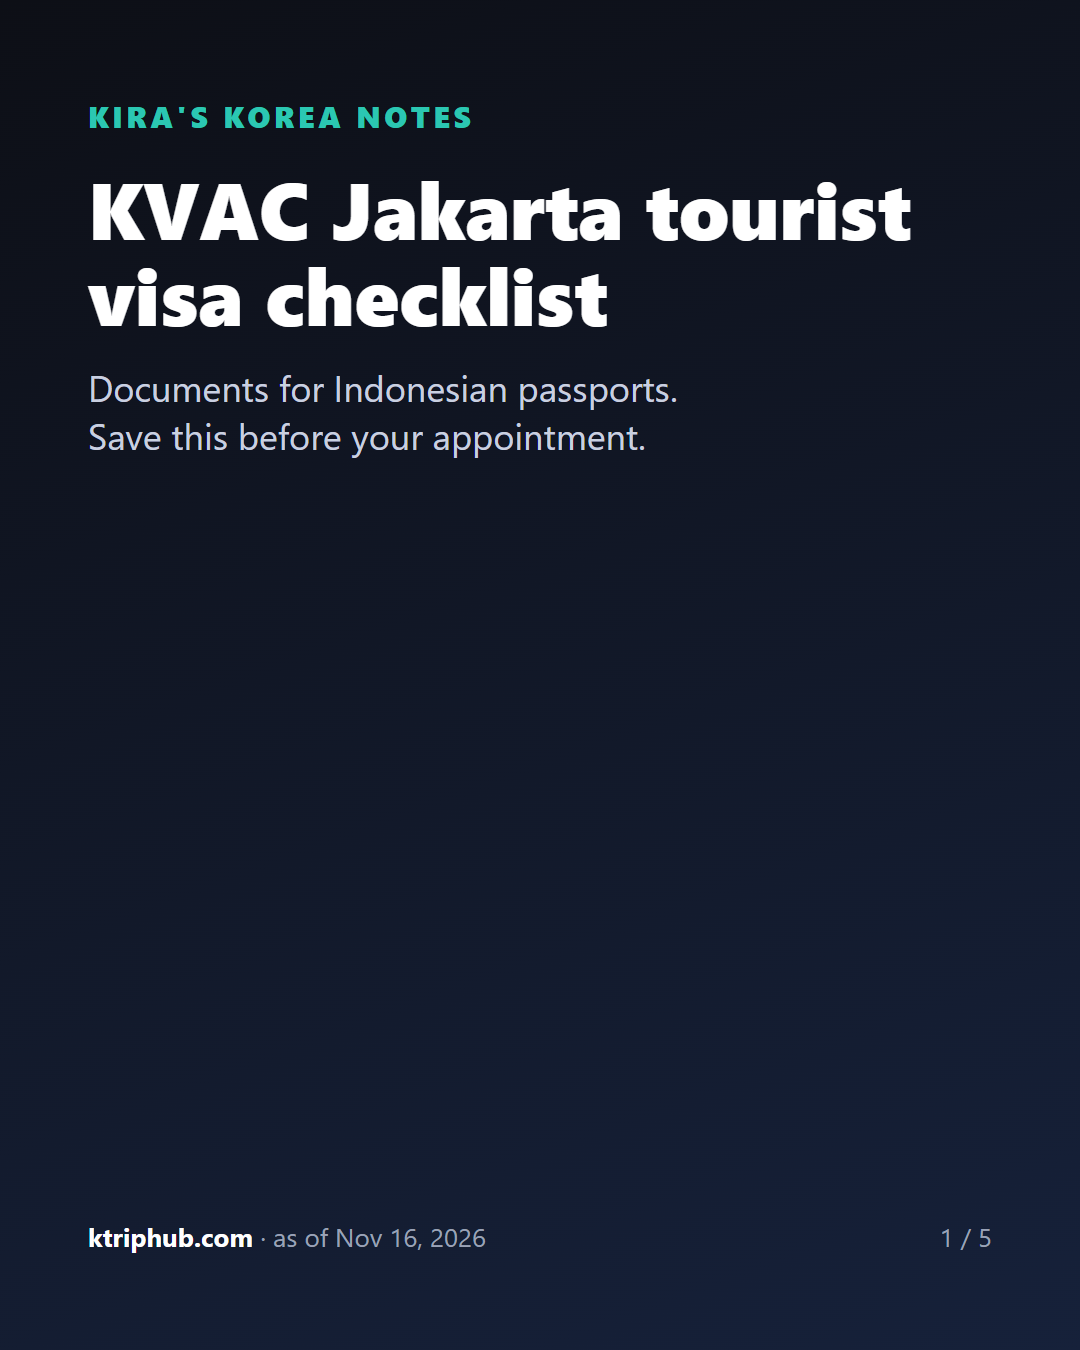 KIRA'S KOREA NOTES
KVAC Jakarta tourist
visa checklist
Documents for Indonesian passports.
Save this before your appointment.
ktriphub.com · as of Nov 16, 2026
1 / 5